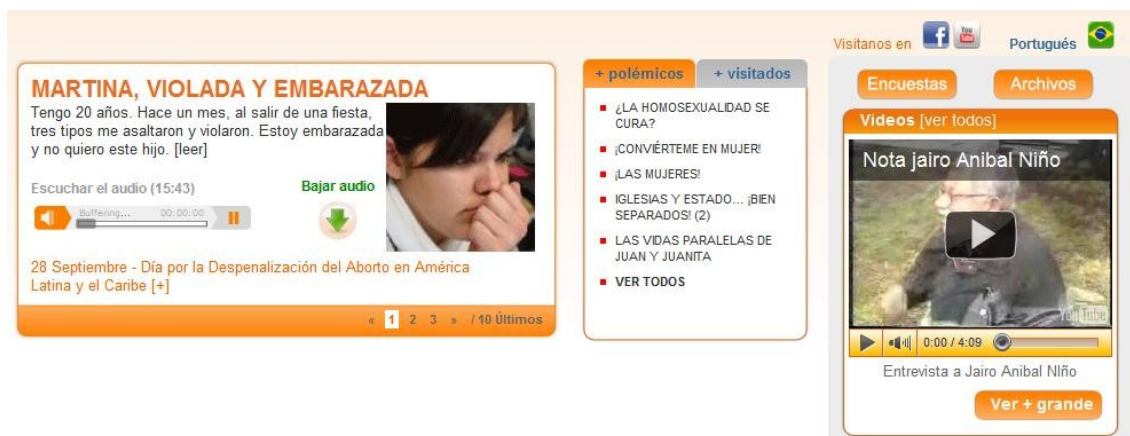 Visitanos en
Portugués
MARTINA, VIOLADA Y EMBARAZADA
Tengo 20 años. Hace un mes, al salir de una fiesta,
tres tipos me asaltaron y violaron. Estoy embarazada
y no quiero este hijo. [leer]
Escuchar el audio (15:43)
Bajar audio
Buffering... 00:00:00
28 Septiembre - Día por la Despenalización del Aborto en América
Latina y el Caribe [+]
« 1 2 3 » / 10 Últimos
+ polémicos
+ visitados
¿LA HOMOSEXUALIDAD SE
CURA?
¡CONVIÉRTEME EN MUJER!
¡LAS MUJERES!
IGLESIAS Y ESTADO... ¡BIEN
SEPARADOS! (2)
LAS VIDAS PARALELAS DE
JUAN Y JUANITA
VER TODOS
Encuestas
Archivos
Videos [ver todos]
Nota jairo Anibal Niño
YouTube
0:00 / 4:09
Entrevista a Jairo Anibal NIño
Ver + grande